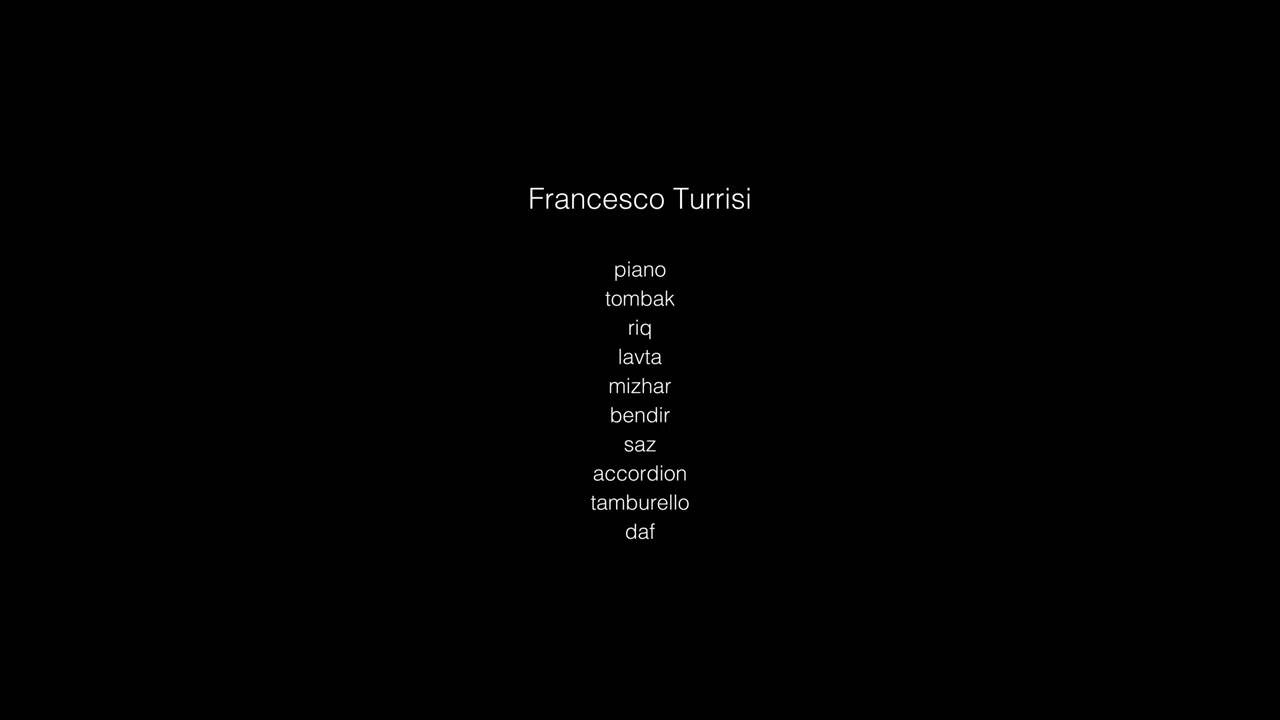 Francesco Turrisi
piano
tombak
riq
lavta
mizhar
bendir
saz
accordion
tamburello
daf